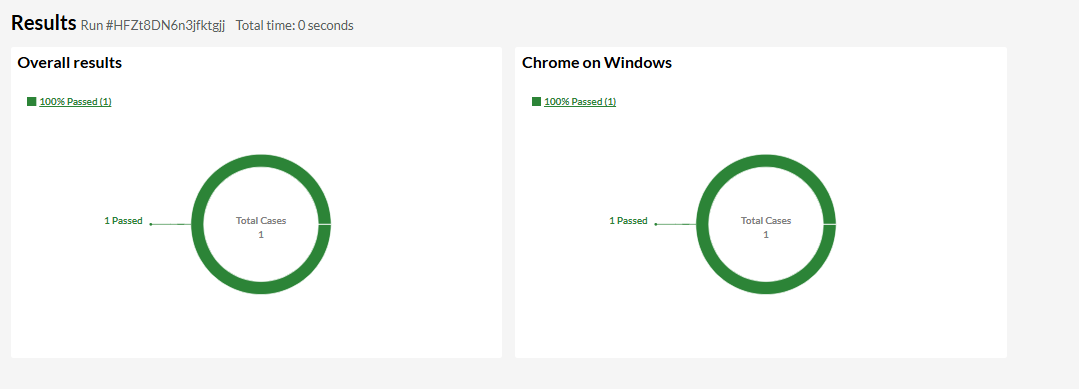 Results Run #HFZt8DN6n3jfktgjj Total time: 0 seconds
Overall results
100% Passed (1)
1 Passed
Total Cases
1
Chrome on Windows
100% Passed (1)
1 Passed
Total Cases
1